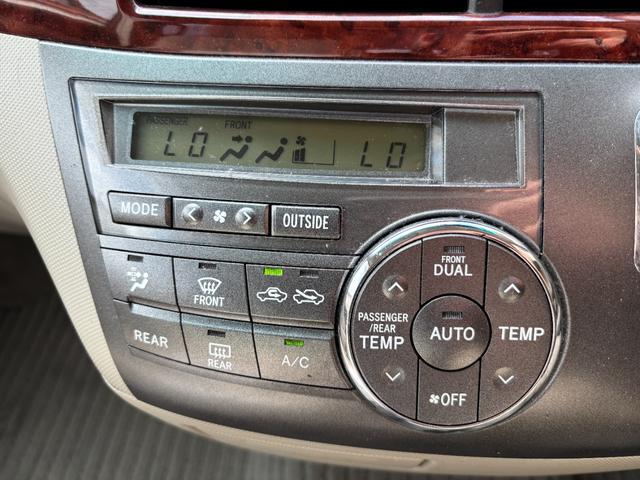 PASSENGER FRONT
LO LO
MODE
OUTSIDE
FRONT
DUAL
FRONT
PASSENGER
/REAR
TEMP
AUTO
TEMP
REAR
REAR
A/C
OFF